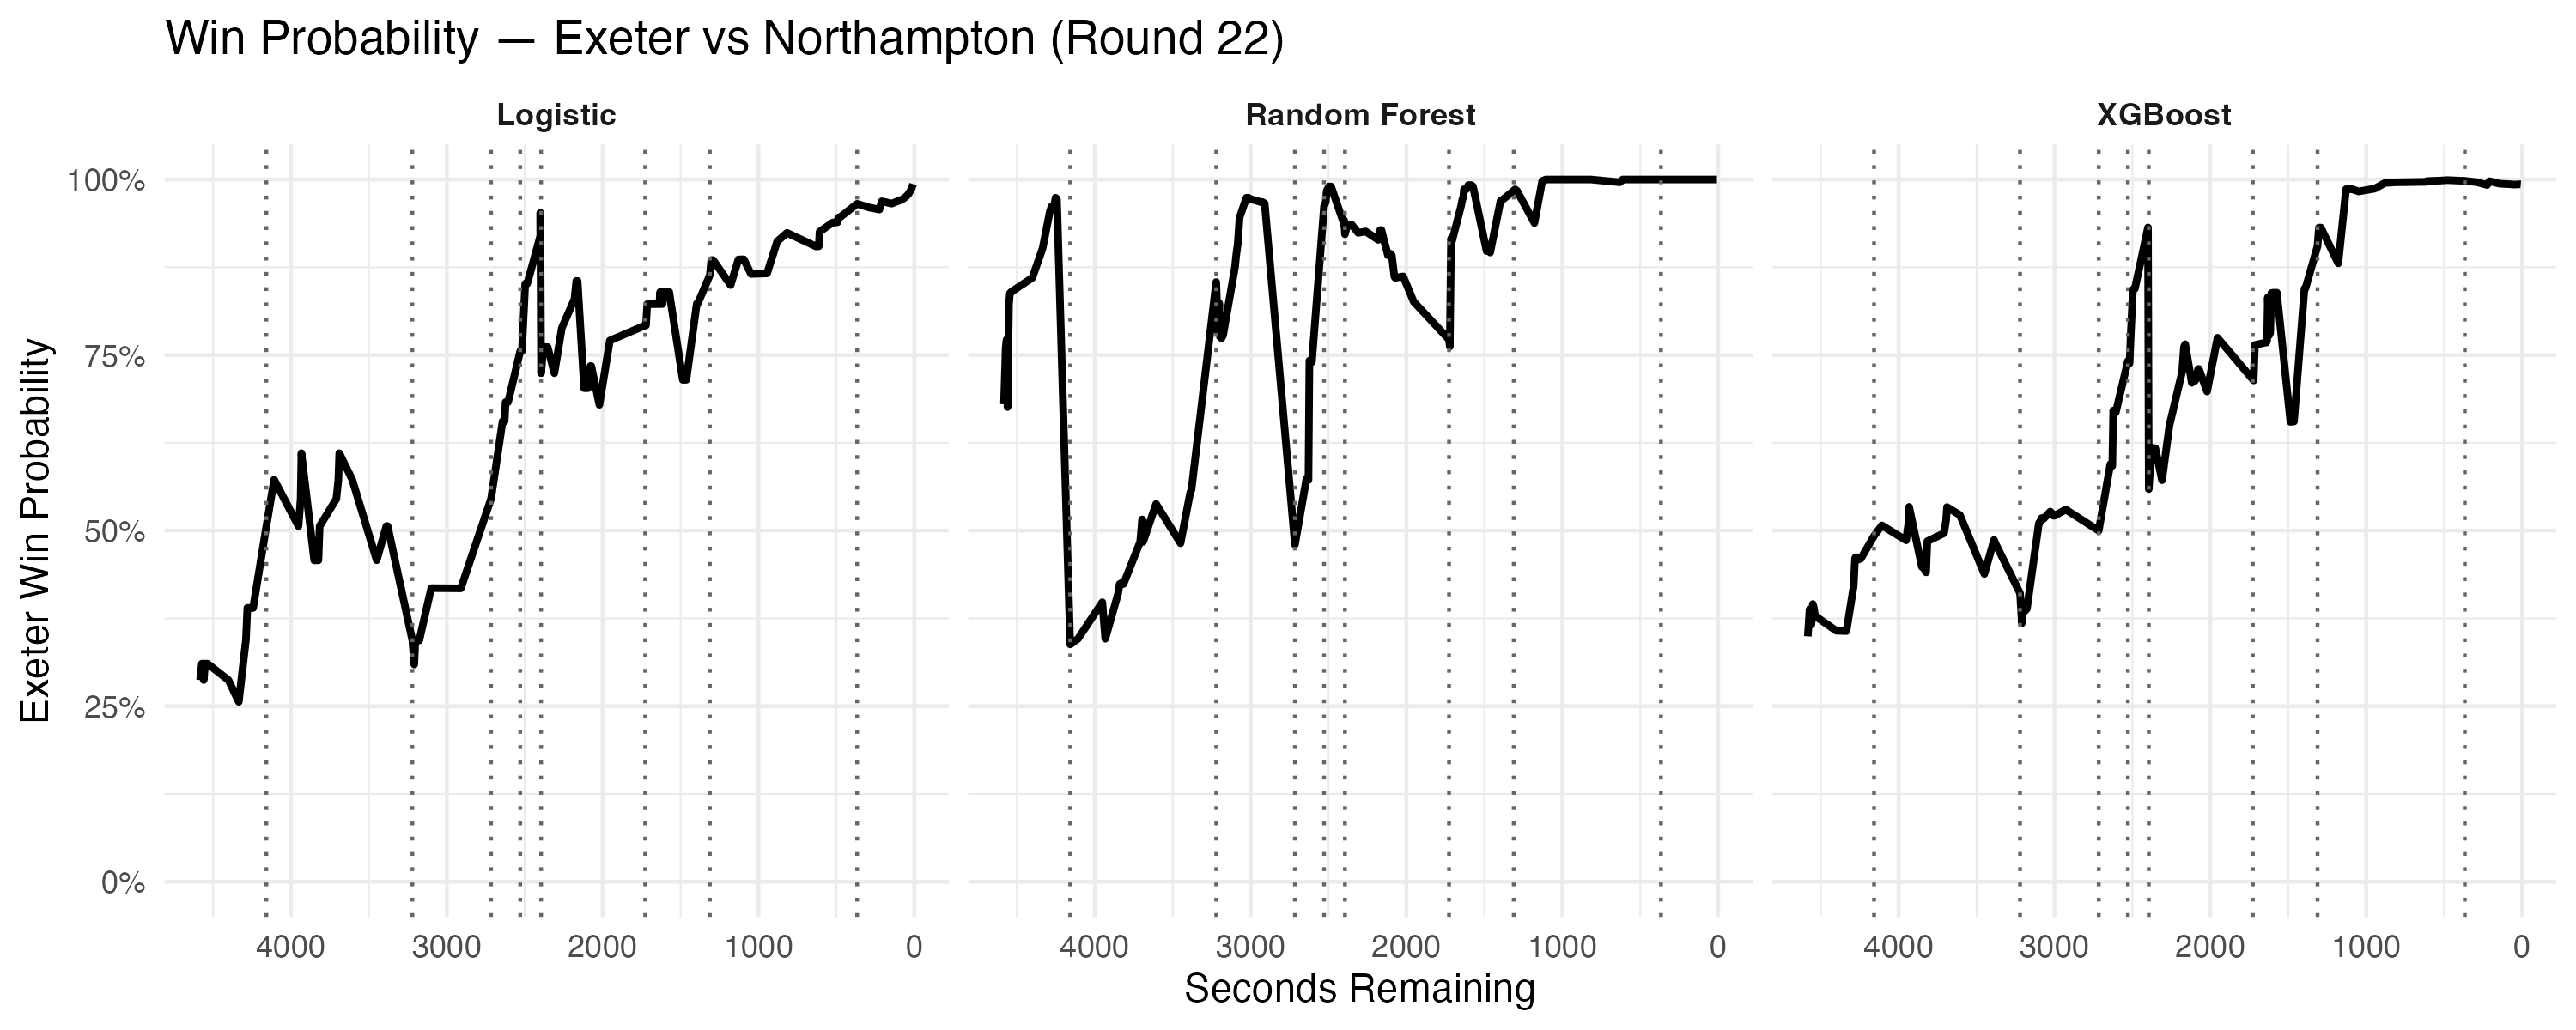 Win Probability — Exeter vs Northampton (Round 22)
Logistic
Random Forest
XGBoost
Exeter Win Probability
100%
75%
50%
25%
0%
4000 3000 2000 1000 0
4000 3000 2000 1000 0
4000 3000 2000 1000 0
Seconds Remaining